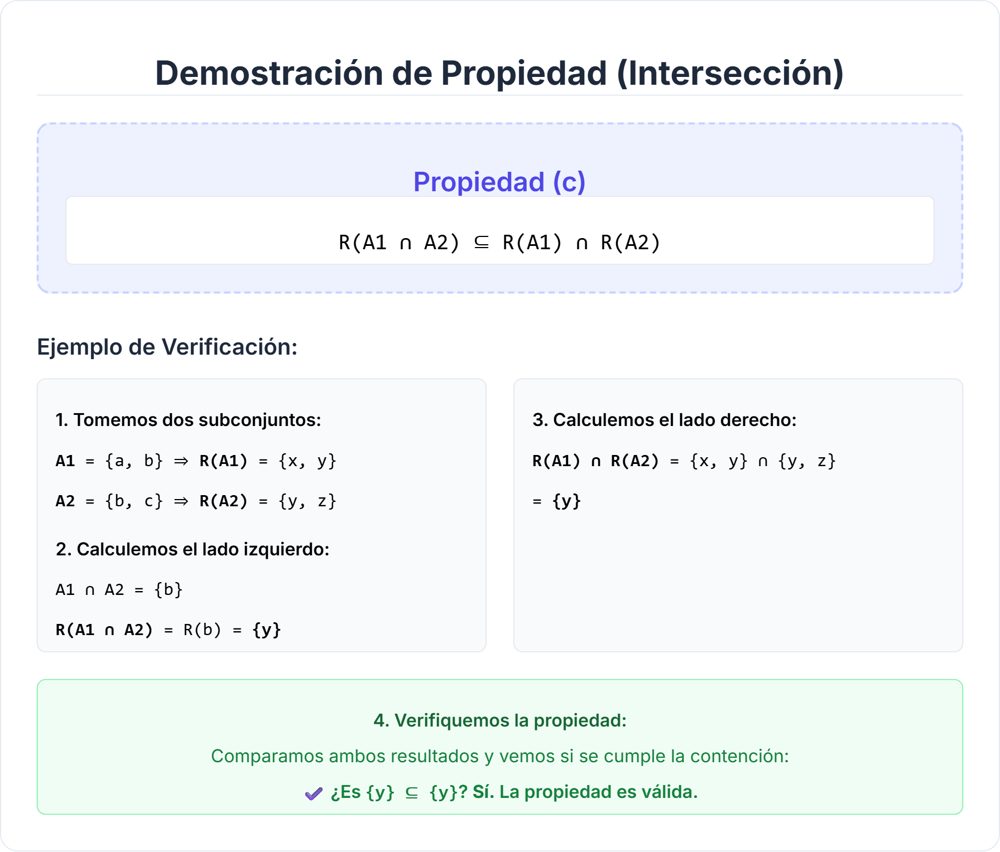 Demostración de Propiedad (Intersección)
Propiedad (c)
R(A1 ∩ A2) ⊆ R(A1) ∩ R(A2)
Ejemplo de Verificación:
1. Tomemos dos subconjuntos:
A1 = {a, b} ⇒ R(A1) = {x, y}
A2 = {b, c} ⇒ R(A2) = {y, z}
2. Calculemos el lado izquierdo:
A1 ∩ A2 = {b}
R(A1 ∩ A2) = R(b) = {y}
3. Calculemos el lado derecho:
R(A1) ∩ R(A2) = {x, y} ∩ {y, z}
= {y}
4. Verifiquemos la propiedad:
Comparamos ambos resultados y vemos si se cumple la contención:
✔ ¿Es {y} ⊆ {y}? Sí. La propiedad es válida.